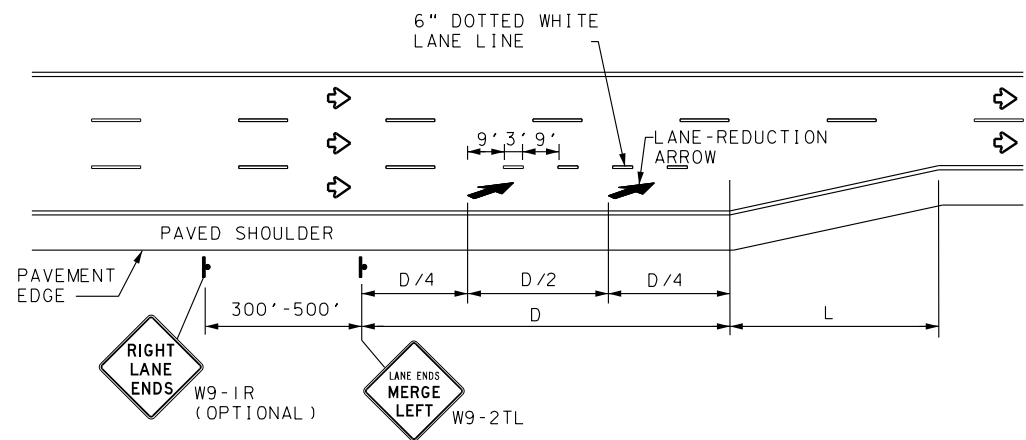 6" DOTTED WHITE
LANE LINE
9' 3' 9'
LANE-REDUCTION
ARROW
PAVED SHOULDER
PAVEMENT
EDGE
D/4
D/2
D/4
300'-500'
D
L
RIGHT
LANE
ENDS
W9-1R
(OPTIONAL)
LANE ENDS
MERGE
LEFT
W9-2TL